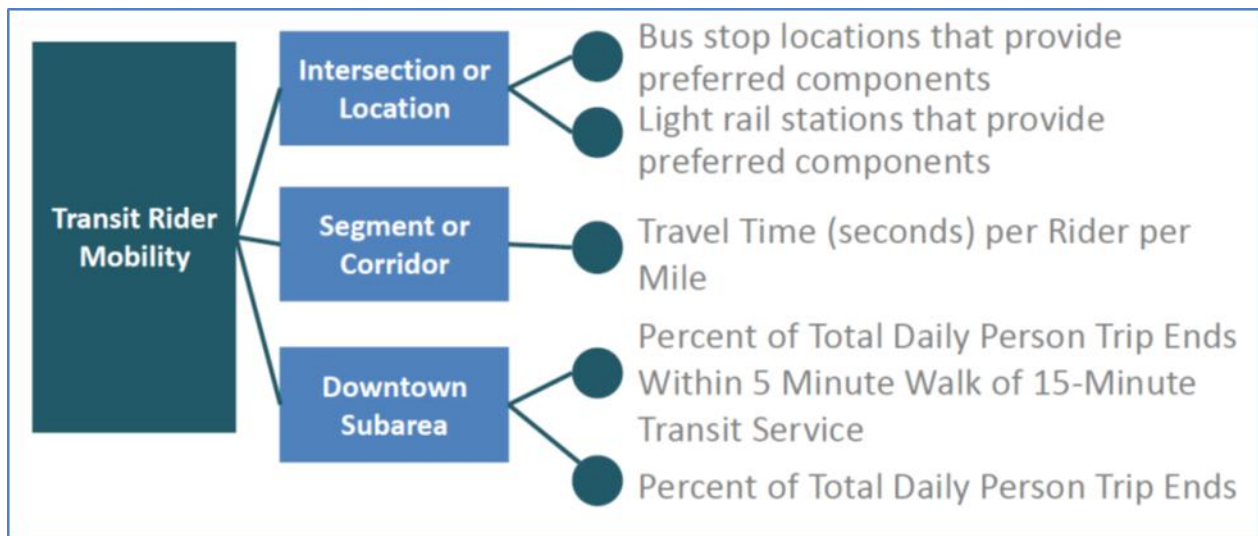 Transit Rider
Mobility
Intersection or
Location
Bus stop locations that provide
preferred components
Light rail stations that provide
preferred components
Segment or
Corridor
Travel Time (seconds) per Rider per
Mile
Downtown
Subarea
Percent of Total Daily Person Trip Ends
Within 5 Minute Walk of 15-Minute
Transit Service
Percent of Total Daily Person Trip Ends